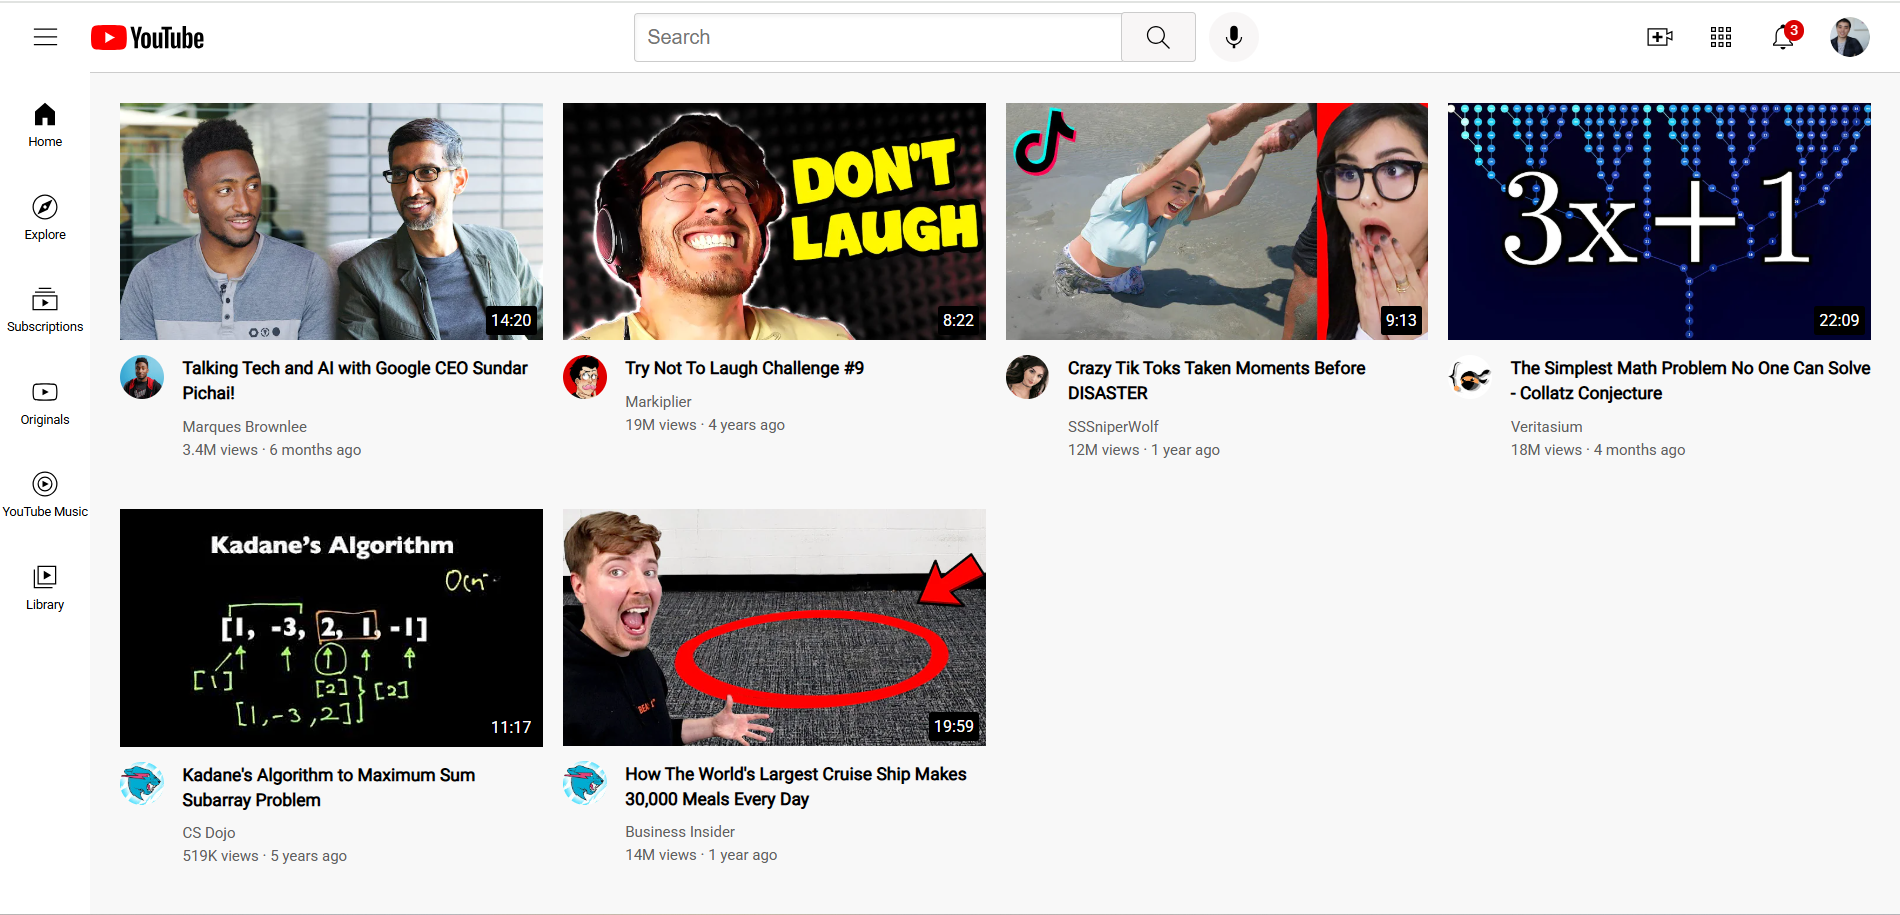 YouTube
Search
3
Home
Explore
Subscriptions
Originals
YouTube Music
Library
14:20
Talking Tech and AI with Google CEO Sundar
Pichai!
Marques Brownlee
3.4M views · 6 months ago
DON'T
LAUGH
8:22
Try Not To Laugh Challenge #9
Markiplier
19M views · 4 years ago
9:13
Crazy Tik Toks Taken Moments Before
DISASTER
SSSniperWolf
12M views · 1 year ago
3x+1
22:09
The Simplest Math Problem No One Can Solve
- Collatz Conjecture
Veritasium
18M views · 4 months ago
Kadane's Algorithm
[1, -3, 2, 1, -1]
[1]
[2] [2]
[1, -3, 2]
11:17
Kadane's Algorithm to Maximum Sum
Subarray Problem
CS Dojo
519K views · 5 years ago
19:59
How The World's Largest Cruise Ship Makes
30,000 Meals Every Day
Business Insider
14M views · 1 year ago